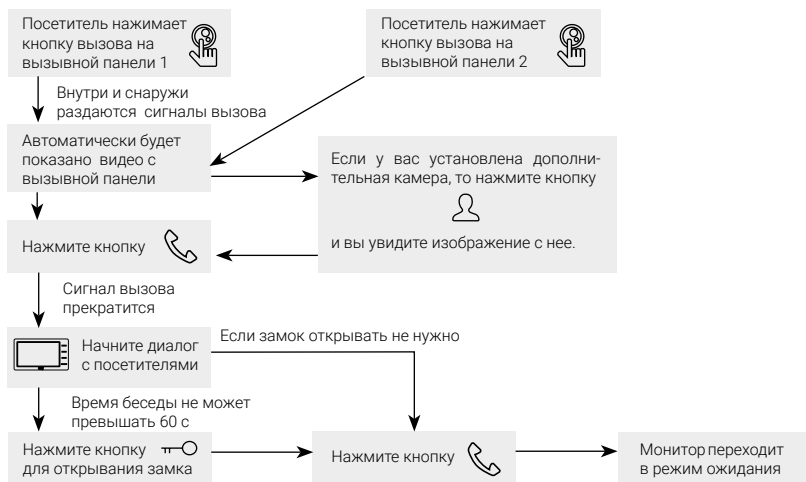 Посетитель нажимает
кнопку вызова на
вызывной панели 1
Посетитель нажимает
кнопку вызова на
вызывной панели 2
Внутри и снаружи
раздаются сигналы вызова
Автоматически будет
показано видео с
вызывной панели
Если у вас установлена дополни-
тельная камера, то нажмите кнопку
и вы увидите изображение с нее.
Нажмите кнопку
Сигнал вызова
прекратится
Начните диалог
с посетителями
Если замок открывать не нужно
Время беседы не может
превышать 60 с
Нажмите кнопку
для открывания замка
Нажмите кнопку
Монитор переходит
в режим ожидания